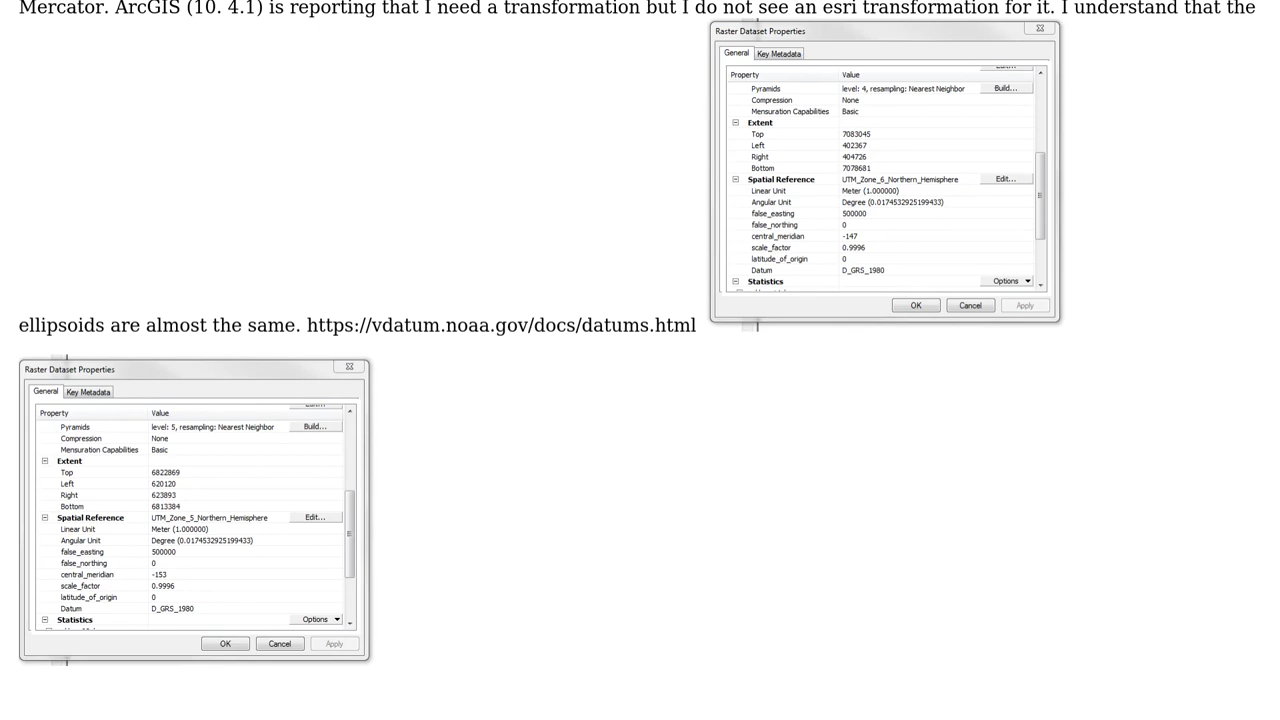 Mercator. ArcGIS (10. 4.1) is reporting that I need a transformation but I do not see an esri transformation for it. I understand that the
Raster Dataset Properties
General Key Metadata
Property Value
Pyramids level: 4, resampling: Nearest Neighbor Build...
Compression None
Mensuration Capabilities Basic
Extent
Top 7083045
Left 402367
Right 404726
Bottom 7078681
Spatial Reference UTM_Zone_6_Northern_Hemisphere Edit...
Linear Unit Meter (1.000000)
Angular Unit Degree (0.0174532925199433)
false_easting 500000
false_northing 0
central_meridian -147
scale_factor 0.9996
latitude_of_origin 0
Datum D_GRS_1980
Statistics Options
OK Cancel Apply
ellipsoids are almost the same. https://vdatum.noaa.gov/docs/datums.html
Raster Dataset Properties
General Key Metadata
Property Value
Pyramids level: 5, resampling: Nearest Neighbor Build...
Compression None
Mensuration Capabilities Basic
Extent
Top 6822869
Left 620120
Right 623893
Bottom 6813384
Spatial Reference UTM_Zone_5_Northern_Hemisphere Edit...
Linear Unit Meter (1.000000)
Angular Unit Degree (0.0174532925199433)
false_easting 500000
false_northing 0
central_meridian -153
scale_factor 0.9996
latitude_of_origin 0
Datum D_GRS_1980
Statistics Options
OK Cancel Apply